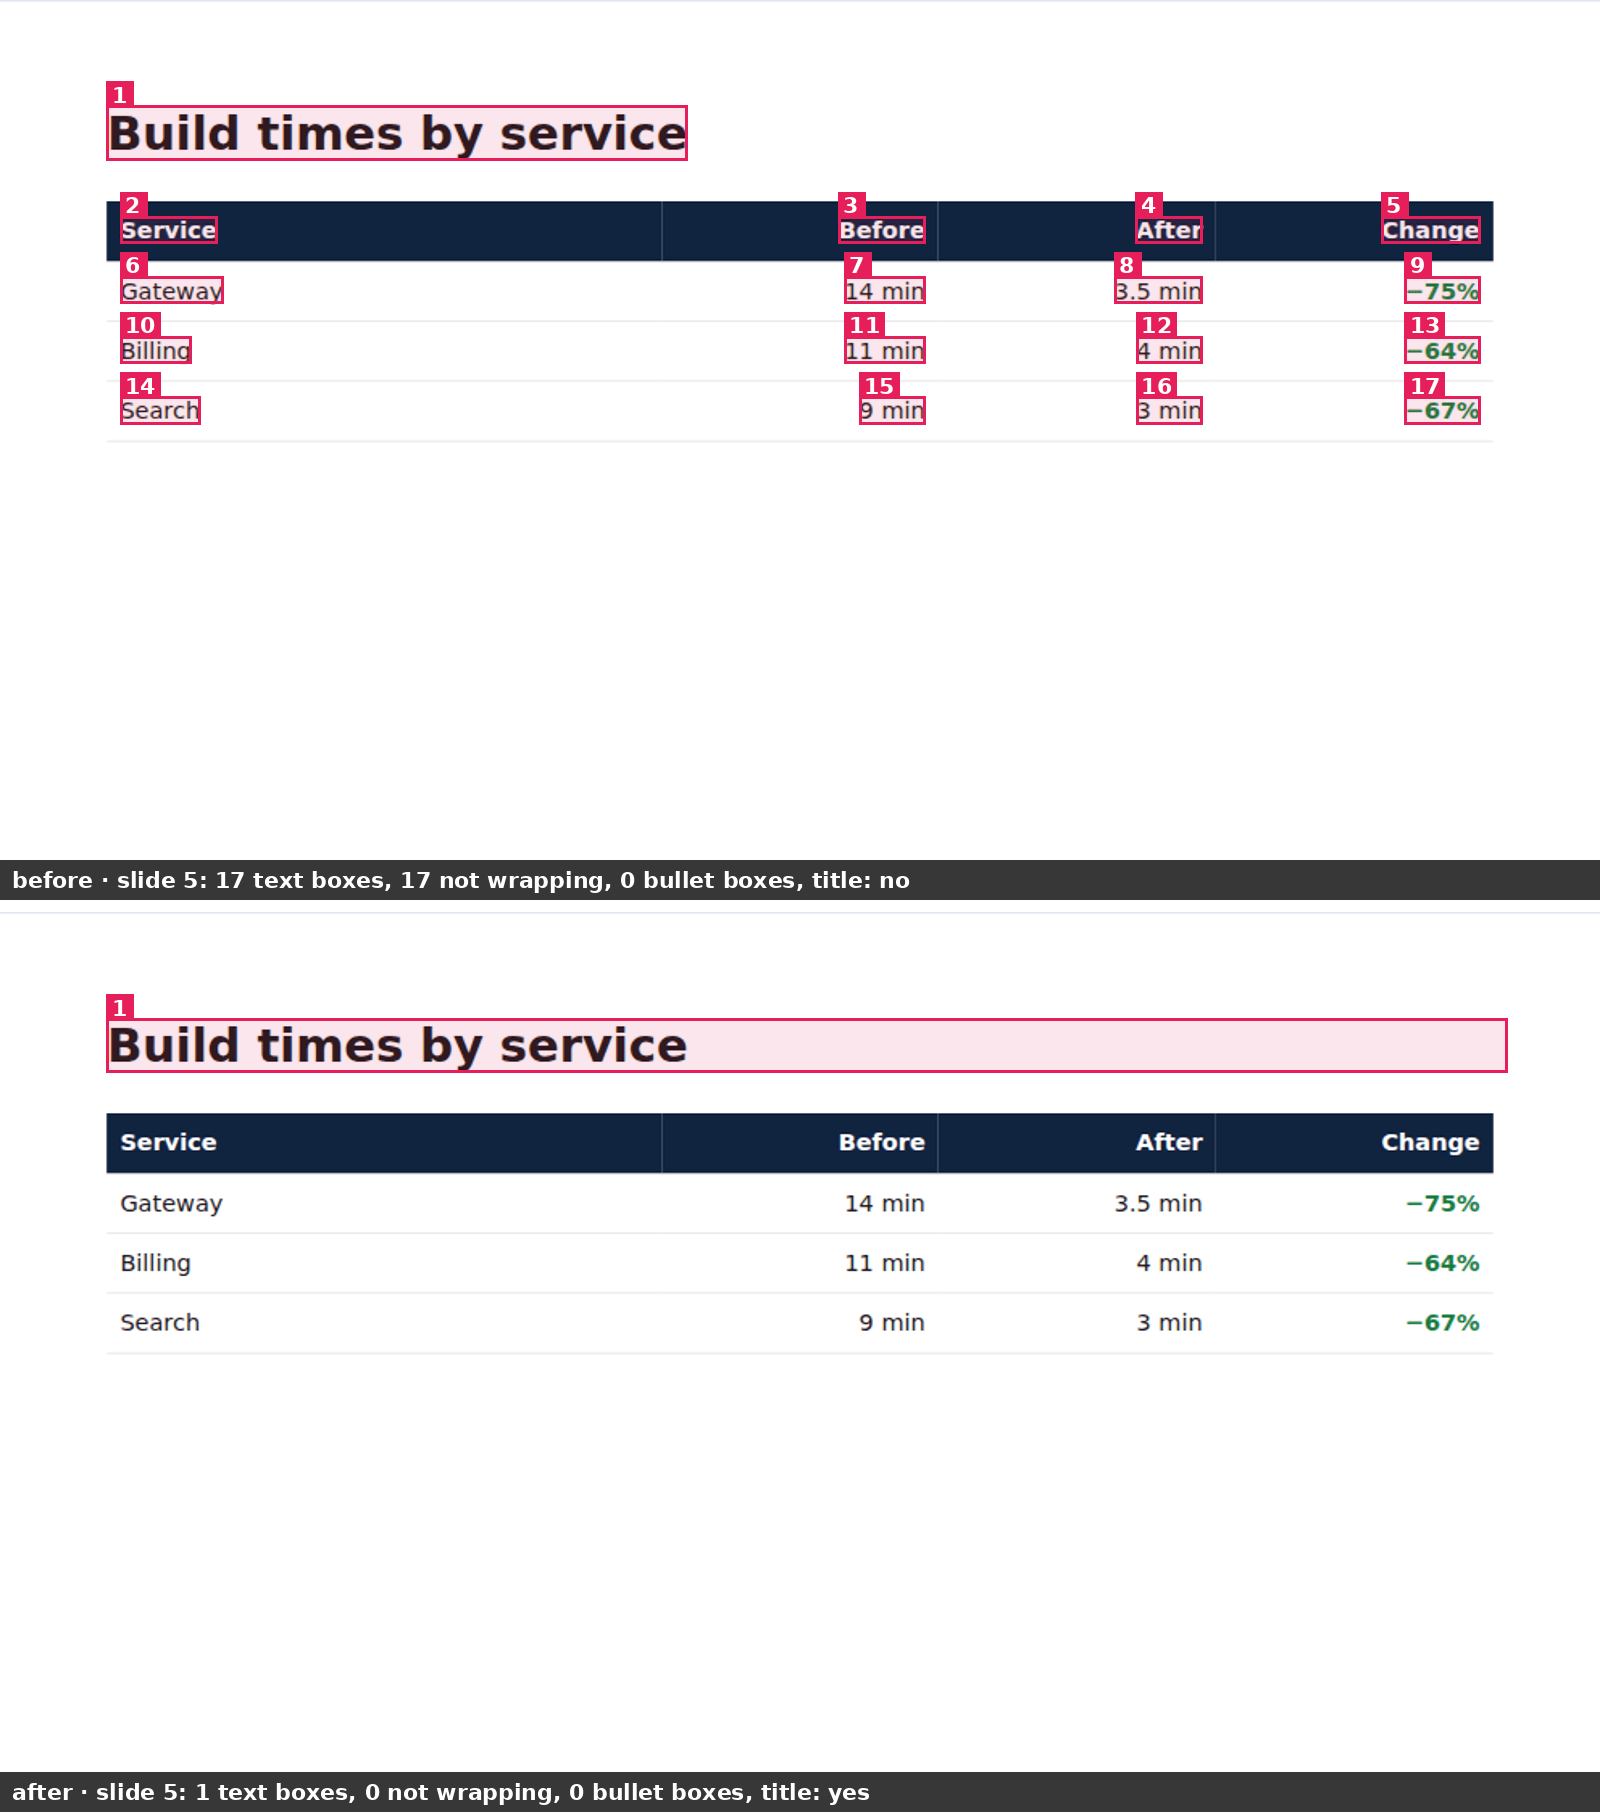 1
Build times by service
2 3 4 5
Service Before After Change
6 7 8 9
Gateway 14 min 3.5 min −75%
10 11 12 13
Billing 11 min 4 min −64%
14 15 16 17
Search 9 min 3 min −67%
before · slide 5: 17 text boxes, 17 not wrapping, 0 bullet boxes, title: no
1
Build times by service
Service Before After Change
Gateway 14 min 3.5 min −75%
Billing 11 min 4 min −64%
Search 9 min 3 min −67%
after · slide 5: 1 text boxes, 0 not wrapping, 0 bullet boxes, title: yes